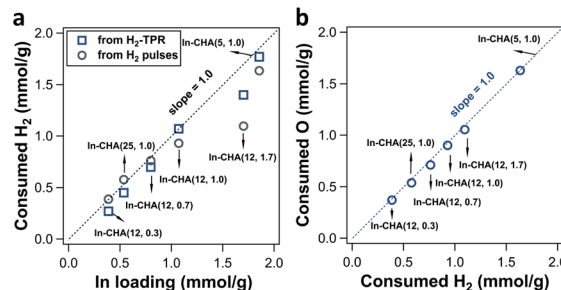 a
from H₂-TPR
from H₂ pulses
In-CHA(5, 1.0)
slope = 1.0
In-CHA(25, 1.0)
In-CHA(12, 1.7)
In-CHA(12, 1.0)
In-CHA(12, 0.7)
In-CHA(12, 0.3)
Consumed H₂ (mmol/g)
2.0
1.5
1.0
0.5
0.0
0.0
0.5
1.0
1.5
2.0
In loading (mmol/g)
b
In-CHA(5, 1.0)
slope = 1.0
In-CHA(25, 1.0)
In-CHA(12, 1.7)
In-CHA(12, 1.0)
In-CHA(12, 0.7)
In-CHA(12, 0.3)
Consumed O (mmol/g)
2.0
1.5
1.0
0.5
0.0
0.0
0.5
1.0
1.5
2.0
Consumed H₂ (mmol/g)